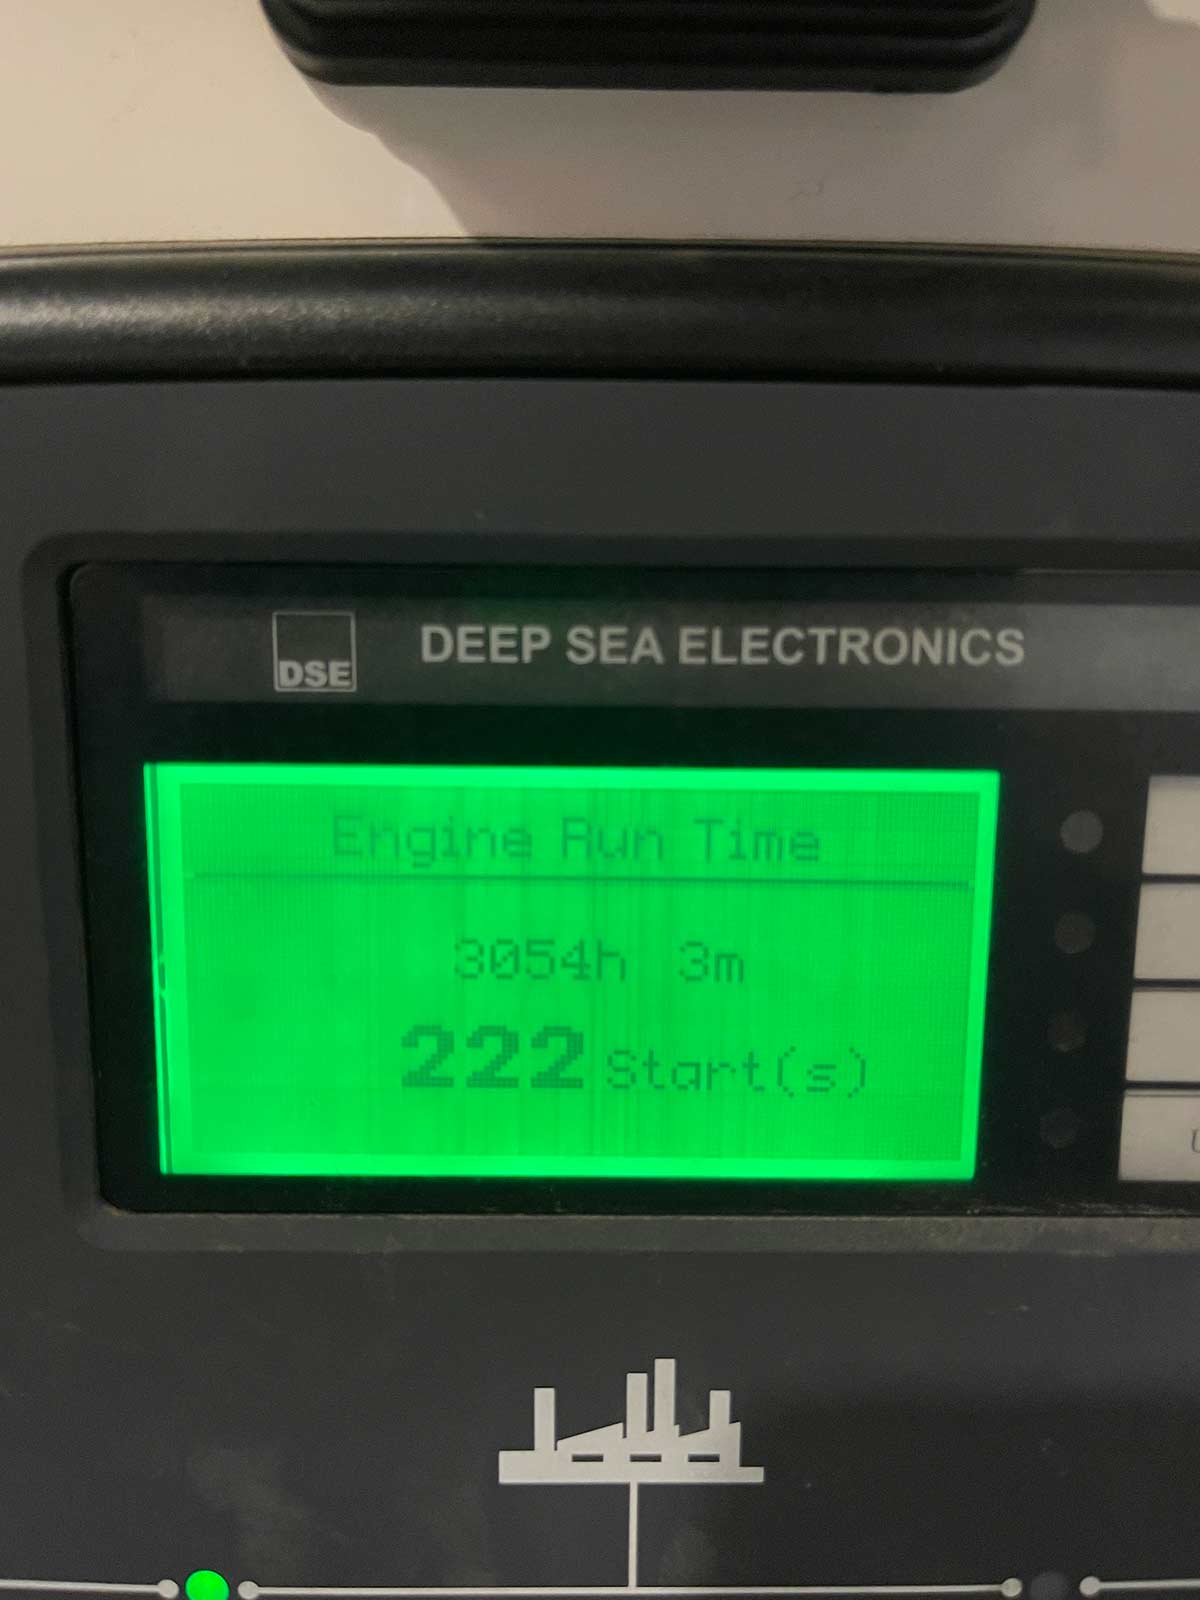 DSE
DEEP SEA ELECTRONICS
Engine Run Time
3054h 3m
222 Start(s)